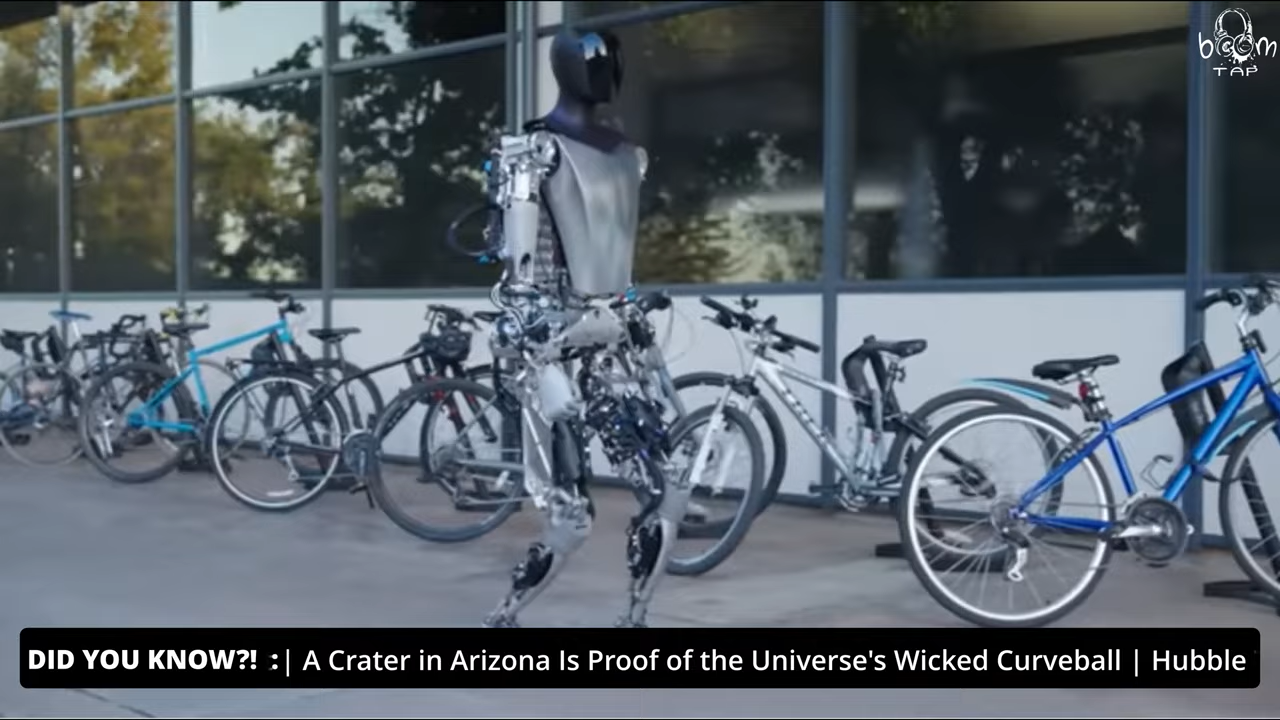 bOOm
TAP
DID YOU KNOW?! :| A Crater in Arizona Is Proof of the Universe's Wicked Curveball | Hubble